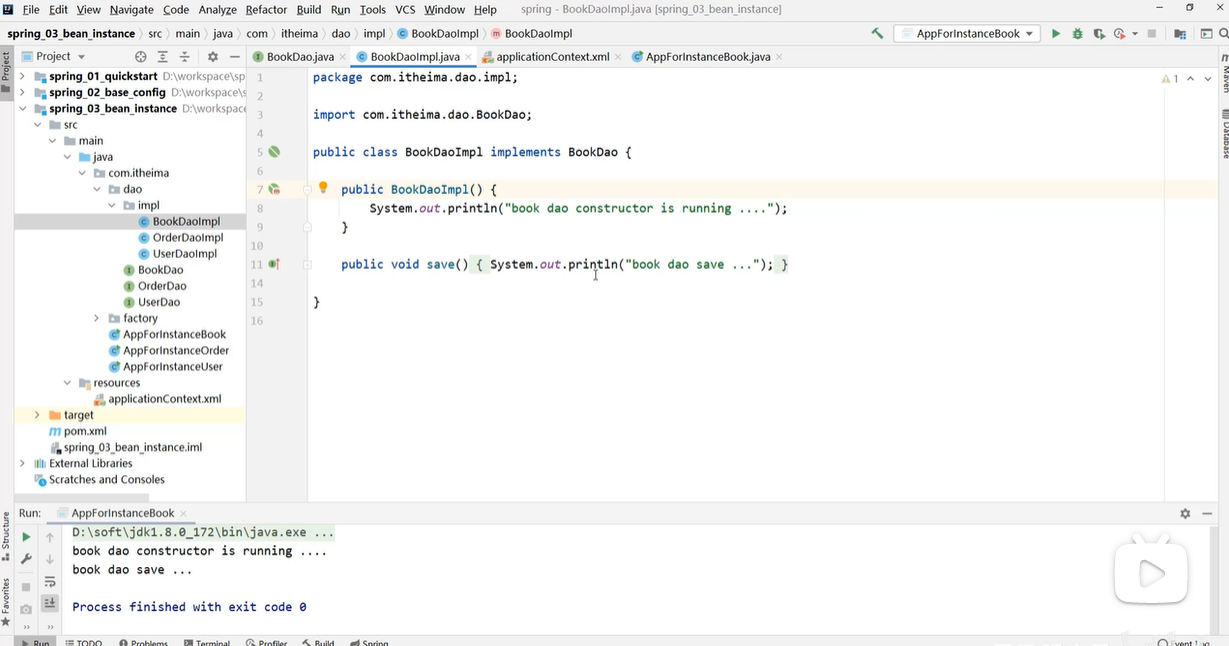 File Edit View Navigate Code Analyze Refactor Build Run Tools VCS Window Help spring - BookDaoImpl.java [spring_03_bean_instance]
spring_03_bean_instance src main java com itheima dao impl BookDaoImpl BookDaoImpl AppForInstanceBook
Project BookDao.java BookDaoImpl.java applicationContext.xml AppForInstanceBook.java
Project
Maven
Database
Structure
Favorites
spring_01_quickstart D:\workspace\sp
spring_02_base_config D:\workspace\s
spring_03_bean_instance D:\workspace
src
main
java
com.itheima
dao
impl
BookDaoImpl
OrderDaoImpl
UserDaoImpl
BookDao
OrderDao
UserDao
factory
AppForInstanceBook
AppForInstanceOrder
AppForInstanceUser
resources
applicationContext.xml
target
pom.xml
spring_03_bean_instance.iml
External Libraries
Scratches and Consoles
1 package com.itheima.dao.impl;
2
3 import com.itheima.dao.BookDao;
4
5 public class BookDaoImpl implements BookDao {
6
7 public BookDaoImpl() {
8 System.out.println("book dao constructor is running ....");
9 }
10
11 public void save() { System.out.println("book dao save ..."); }
14
15 }
16
1
Run: AppForInstanceBook
D:\soft\jdk1.8.0_172\bin\java.exe ...
book dao constructor is running ....
book dao save ...
Process finished with exit code 0
Run TODO Problems Terminal Profiler Build Spring